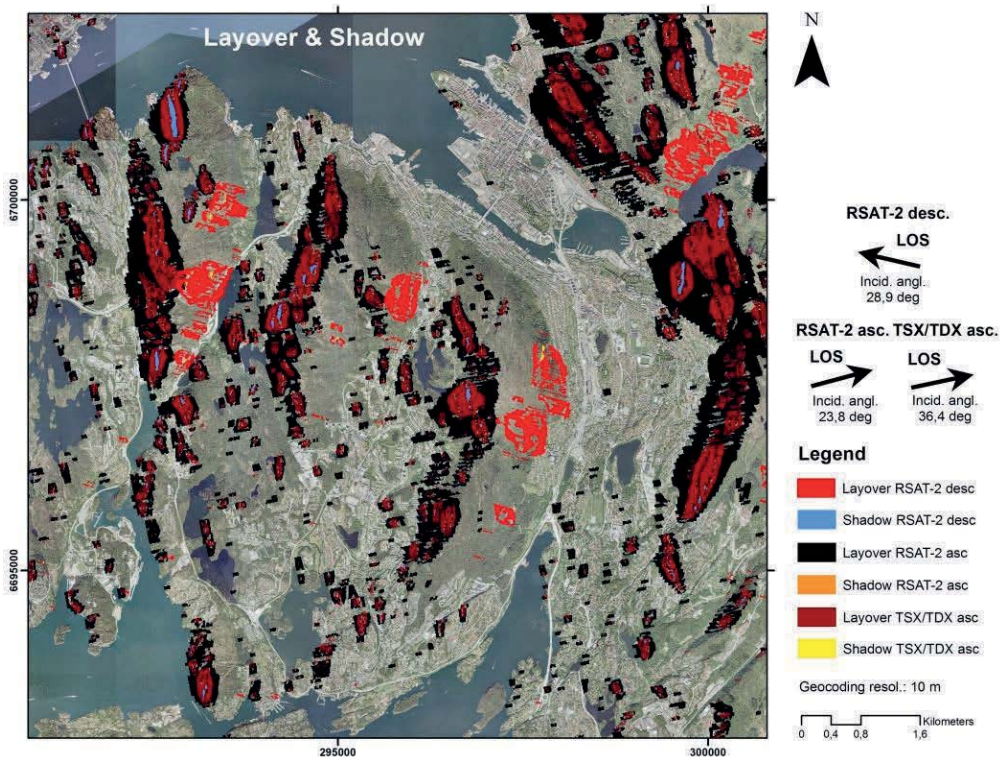 Layover & Shadow
N
6700000
6695000
295000
300000
RSAT-2 desc.
LOS
Incid. angl.
28,9 deg
RSAT-2 asc. TSX/TDX asc.
LOS
LOS
Incid. angl.
23,8 deg
Incid. angl.
36,4 deg
Legend
Layover RSAT-2 desc
Shadow RSAT-2 desc
Layover RSAT-2 asc
Shadow RSAT-2 asc
Layover TSX/TDX asc
Shadow TSX/TDX asc
Geocoding resol.: 10 m
Kilometers
0 0,4 0,8 1,6